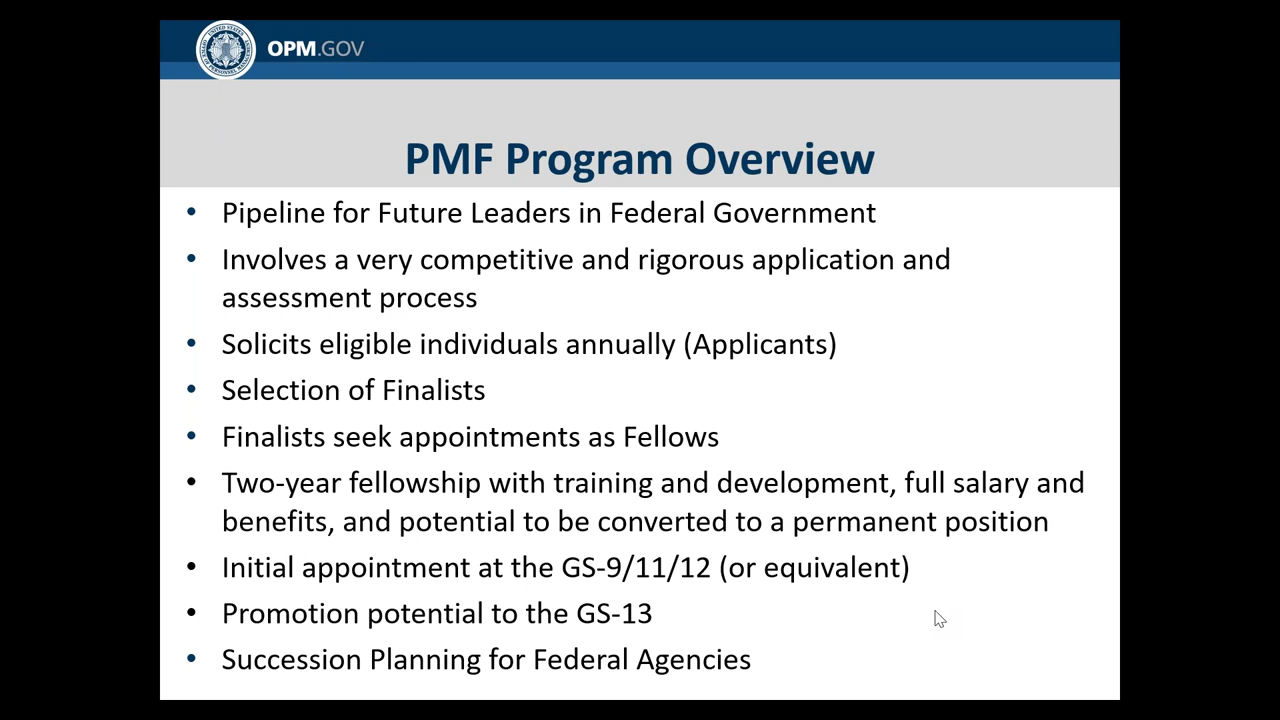 OPM.GOV
PMF Program Overview
• Pipeline for Future Leaders in Federal Government
• Involves a very competitive and rigorous application and
assessment process
• Solicits eligible individuals annually (Applicants)
• Selection of Finalists
• Finalists seek appointments as Fellows
• Two-year fellowship with training and development, full salary and
benefits, and potential to be converted to a permanent position
• Initial appointment at the GS-9/11/12 (or equivalent)
• Promotion potential to the GS-13
• Succession Planning for Federal Agencies